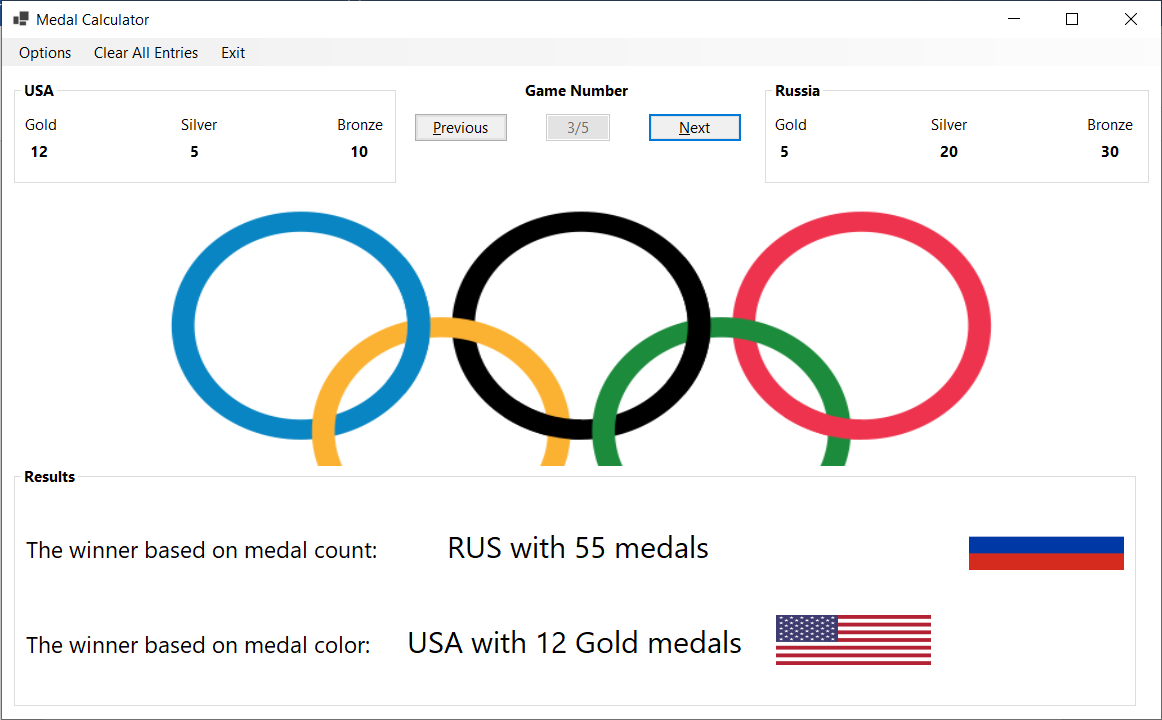 Medal Calculator
Options Clear All Entries Exit
USA Game Number Russia
Gold Silver Bronze Previous 3/5 Next Gold Silver Bronze
12 5 10 5 20 30
Results
The winner based on medal count: RUS with 55 medals
The winner based on medal color: USA with 12 Gold medals